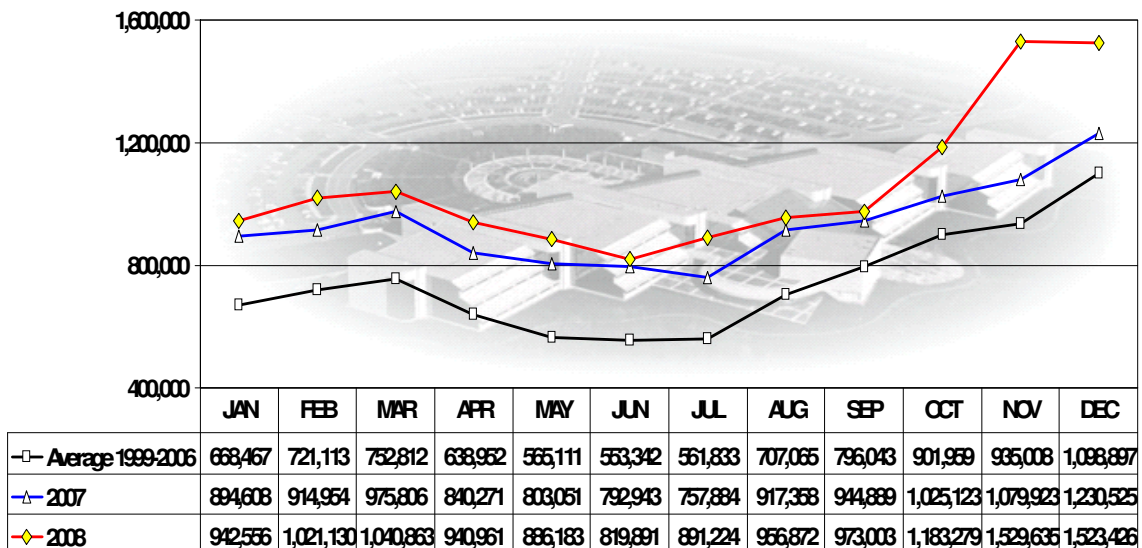 1,600,000
1,200,000
800,000
400,000
JAN FEB MAR APR MAY JUN JUL AUG SEP OCT NOV DEC
Average 1999-2006 668,467 721,113 752,812 638,952 565,111 553,342 561,833 707,065 796,043 901,959 935,008 1,098,897
2007 894,608 914,954 975,806 840,271 803,051 792,943 757,884 917,358 944,889 1,025,123 1,079,923 1,230,525
2008 942,556 1,021,130 1,040,863 940,961 886,183 819,891 891,224 956,872 973,003 1,183,279 1,529,635 1,523,426